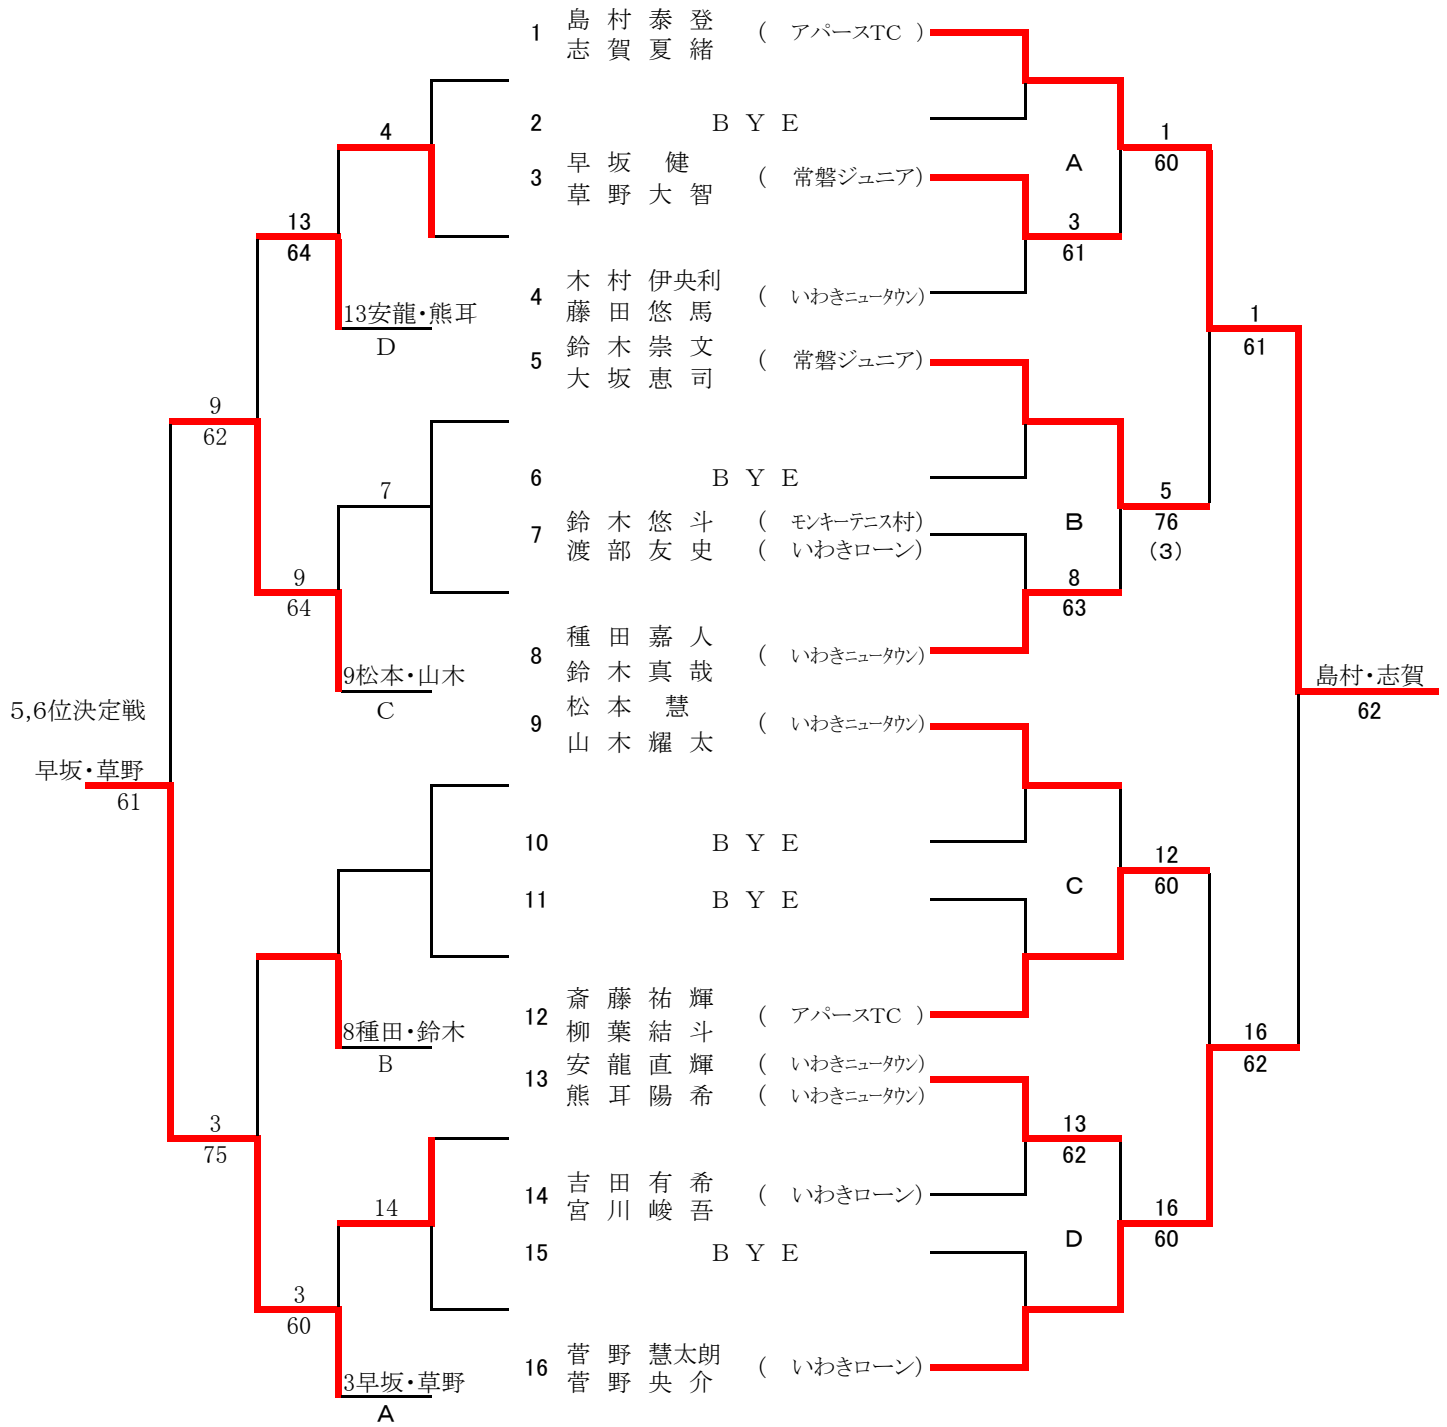 1 島村泰登 ( アパースTC )
志賀夏緒
2 BYE
3 早坂 健 ( 常磐ジュニア)
草野大智
4 木村伊央利 ( いわきニュータウン)
藤田悠馬
5 鈴木崇文 ( 常磐ジュニア)
大坂恵司
6 BYE
7 鈴木悠斗 ( モンキーテニス村)
渡部友史 ( いわきローン)
8 種田嘉人 ( いわきニュータウン)
鈴木真哉
9 松本 慧 ( いわきニュータウン)
山木耀太
10 BYE
11 BYE
12 斎藤祐輝 ( アパースTC )
柳葉結斗
13 安龍直輝 ( いわきニュータウン)
熊耳陽希 ( いわきニュータウン)
14 吉田有希 ( いわきローン)
宮川峻吾
15 BYE
16 菅野慧太朗 ( いわきローン)
菅野央介
4
13
64
13安龍・熊耳
D
9
62
7
9
64
9松本・山木
C
5,6位決定戦
早坂・草野
61
8種田・鈴木
B
3
75
14
3
60
3早坂・草野
A
A
3
61
1
60
B
8
63
5
76
(3)
1
61
C
12
60
13
62
D
16
60
16
62
島村・志賀
62